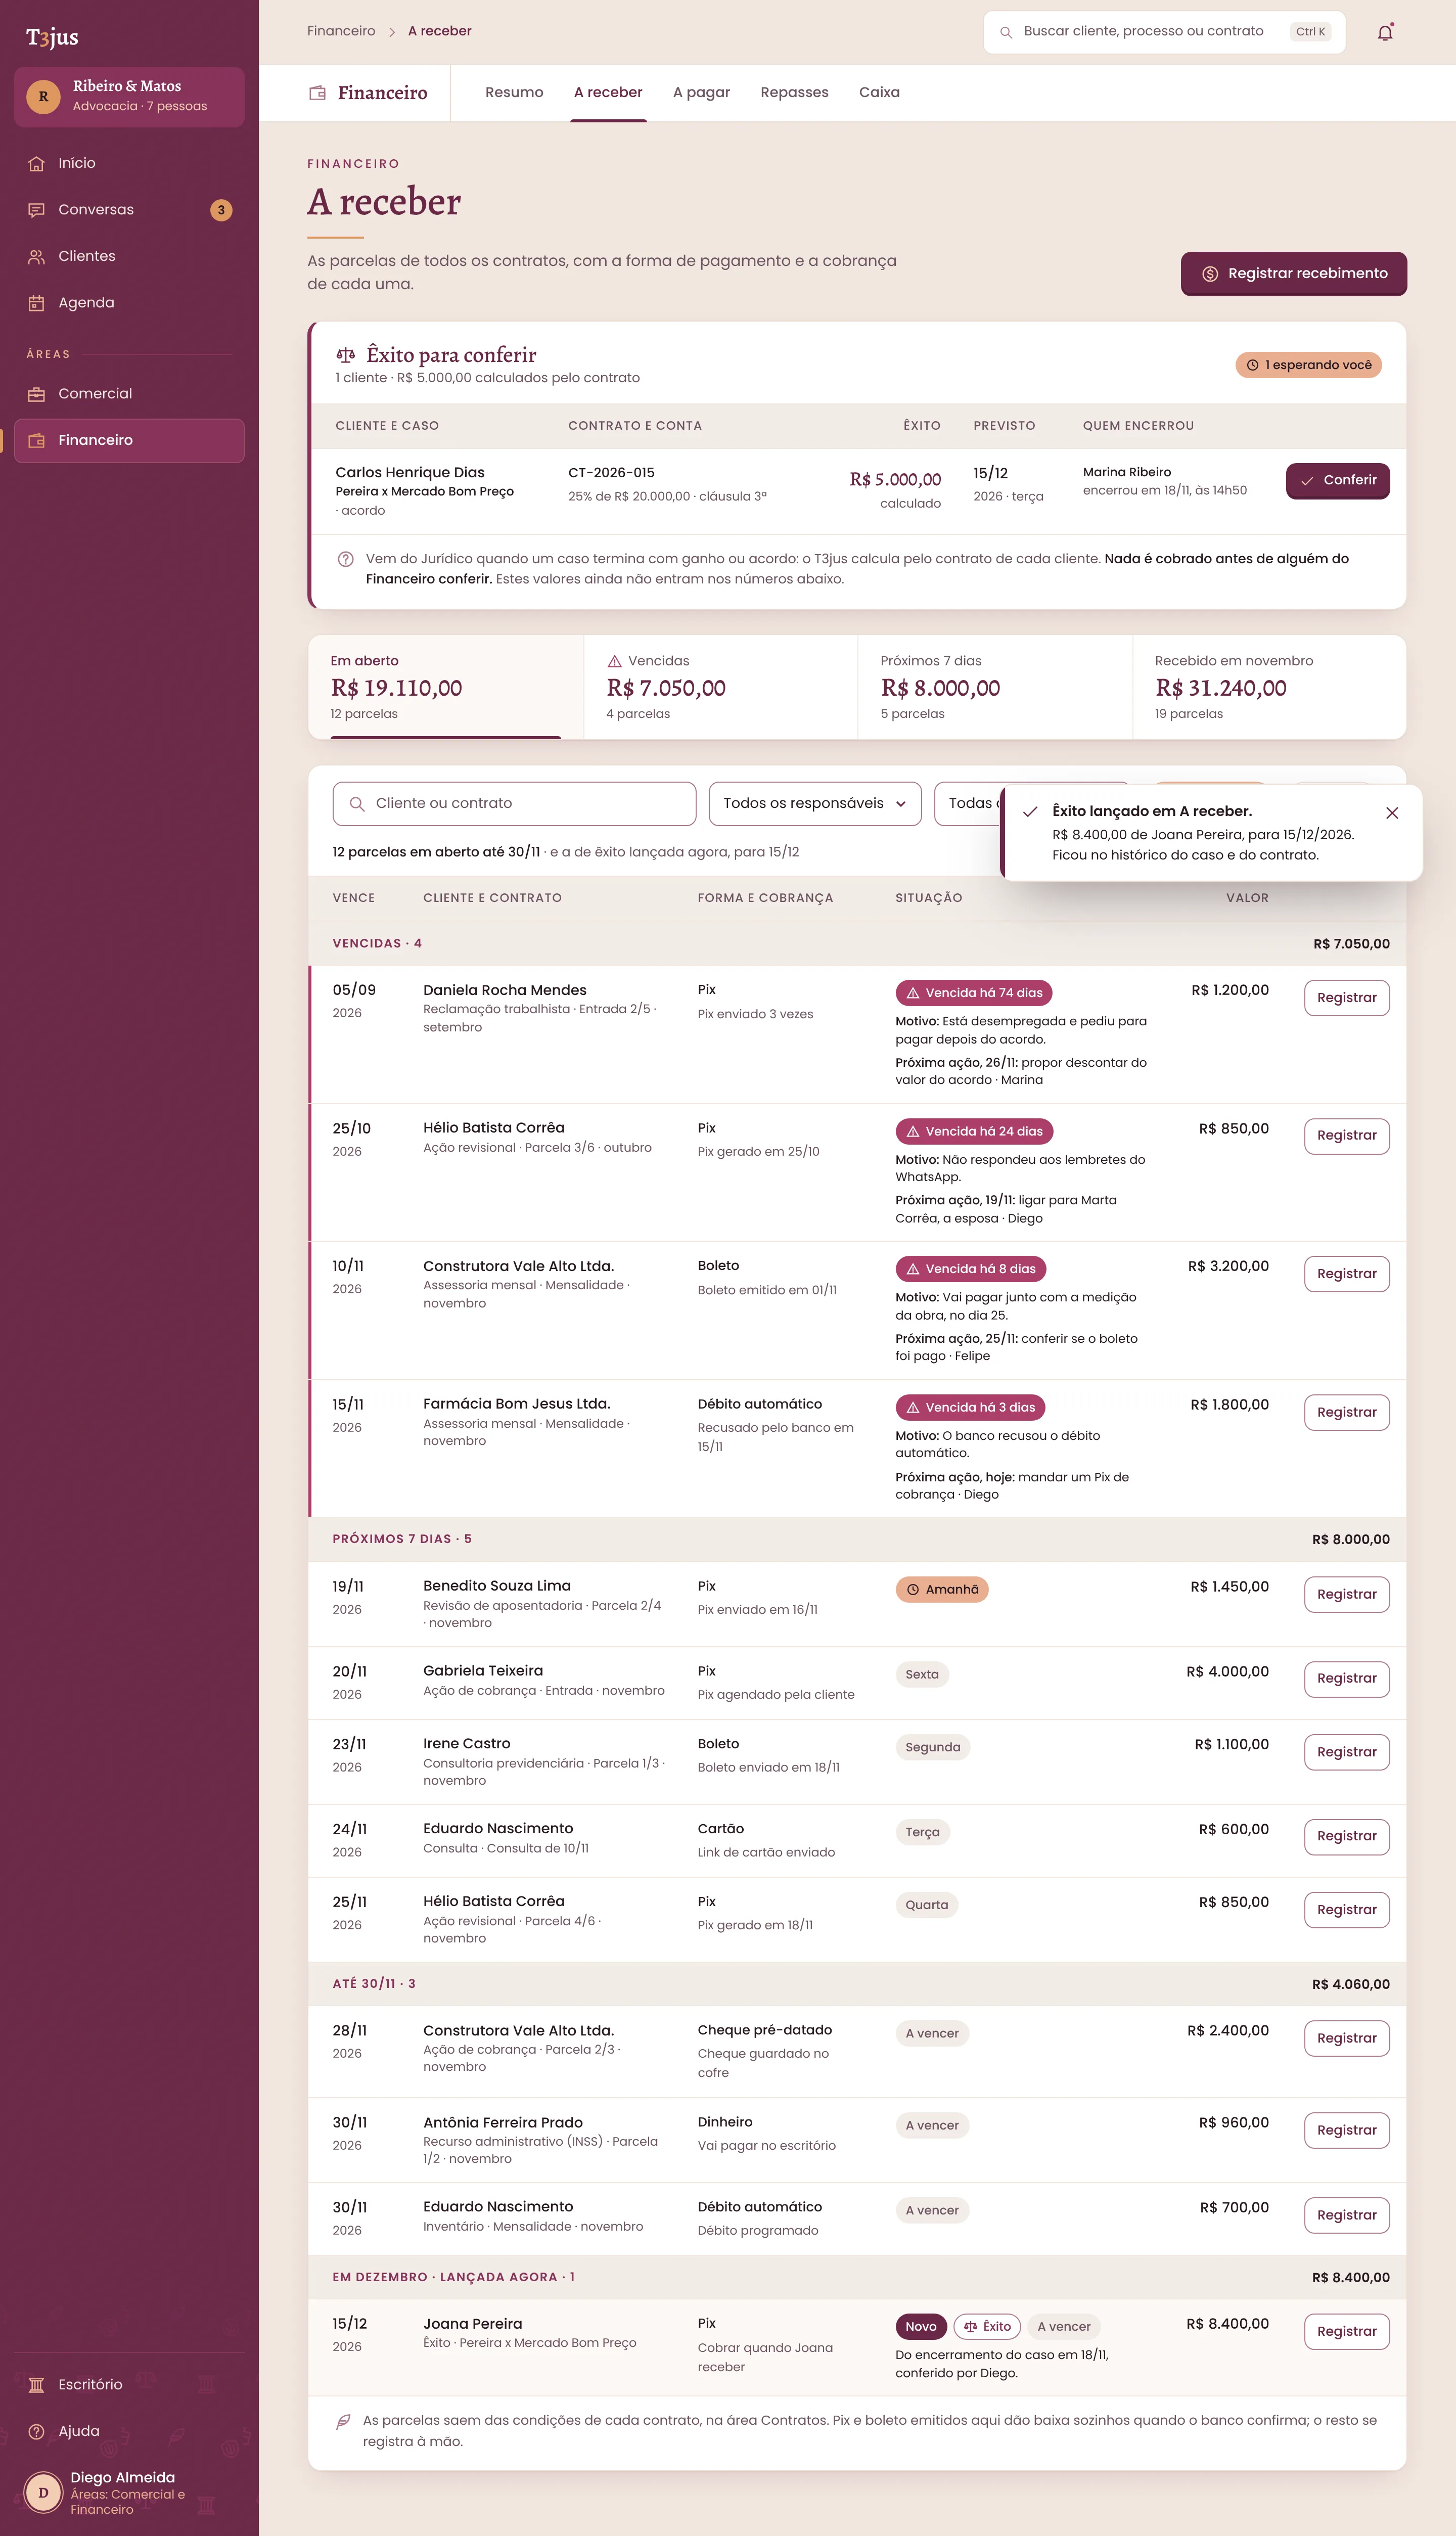 T3jus
R
Ribeiro & Matos
Advocacia · 7 pessoas
Início
Conversas
3
Clientes
Agenda
ÁREAS
Comercial
Financeiro
Escritório
Ajuda
D
Diego Almeida
Áreas: Comercial e
Financeiro
Financeiro
A receber
Buscar cliente, processo ou contrato
Ctrl K
Financeiro
Resumo
A receber
A pagar
Repasses
Caixa
FINANCEIRO
A receber
As parcelas de todos os contratos, com a forma de pagamento e a cobrança
de cada uma.
Registrar recebimento
Êxito para conferir
1 cliente · R$ 5.000,00 calculados pelo contrato
1 esperando você
CLIENTE E CASO
CONTRATO E CONTA
ÊXITO
PREVISTO
QUEM ENCERROU
Carlos Henrique Dias
Pereira x Mercado Bom Preço
· acordo
CT-2026-015
25% de R$ 20.000,00 · cláusula 3ª
R$ 5.000,00
calculado
15/12
2026 · terça
Marina Ribeiro
encerrou em 18/11, às 14h50
Conferir
Vem do Jurídico quando um caso termina com ganho ou acordo: o T3jus calcula pelo contrato de cada cliente. Nada é cobrado antes de alguém do
Financeiro conferir. Estes valores ainda não entram nos números abaixo.
Em aberto
R$ 19.110,00
12 parcelas
Vencidas
R$ 7.050,00
4 parcelas
Próximos 7 dias
R$ 8.000,00
5 parcelas
Recebido em novembro
R$ 31.240,00
19 parcelas
Cliente ou contrato
Todos os responsáveis
Todas
Êxito lançado em A receber.
R$ 8.400,00 de Joana Pereira, para 15/12/2026.
Ficou no histórico do caso e do contrato.
12 parcelas em aberto até 30/11 · e a de êxito lançada agora, para 15/12
VENCE
CLIENTE E CONTRATO
FORMA E COBRANÇA
SITUAÇÃO
VALOR
VENCIDAS · 4
R$ 7.050,00
05/09
2026
Daniela Rocha Mendes
Reclamação trabalhista · Entrada 2/5 ·
setembro
Pix
Pix enviado 3 vezes
Vencida há 74 dias
Motivo: Está desempregada e pediu para
pagar depois do acordo.
Próxima ação, 26/11: propor descontar do
valor do acordo · Marina
R$ 1.200,00
Registrar
25/10
2026
Hélio Batista Corrêa
Ação revisional · Parcela 3/6 · outubro
Pix
Pix gerado em 25/10
Vencida há 24 dias
Motivo: Não respondeu aos lembretes do
WhatsApp.
Próxima ação, 19/11: ligar para Marta
Corrêa, a esposa · Diego
R$ 850,00
Registrar
10/11
2026
Construtora Vale Alto Ltda.
Assessoria mensal · Mensalidade ·
novembro
Boleto
Boleto emitido em 01/11
Vencida há 8 dias
Motivo: Vai pagar junto com a medição
da obra, no dia 25.
Próxima ação, 25/11: conferir se o boleto
foi pago · Felipe
R$ 3.200,00
Registrar
15/11
2026
Farmácia Bom Jesus Ltda.
Assessoria mensal · Mensalidade ·
novembro
Débito automático
Recusado pelo banco em
15/11
Vencida há 3 dias
Motivo: O banco recusou o débito
automático.
Próxima ação, hoje: mandar um Pix de
cobrança · Diego
R$ 1.800,00
Registrar
PRÓXIMOS 7 DIAS · 5
R$ 8.000,00
19/11
2026
Benedito Souza Lima
Revisão de aposentadoria · Parcela 2/4
· novembro
Pix
Pix enviado em 16/11
Amanhã
R$ 1.450,00
Registrar
20/11
2026
Gabriela Teixeira
Ação de cobrança · Entrada · novembro
Pix
Pix agendado pela cliente
Sexta
R$ 4.000,00
Registrar
23/11
2026
Irene Castro
Consultoria previdenciária · Parcela 1/3 ·
novembro
Boleto
Boleto enviado em 18/11
Segunda
R$ 1.100,00
Registrar
24/11
2026
Eduardo Nascimento
Consulta · Consulta de 10/11
Cartão
Link de cartão enviado
Terça
R$ 600,00
Registrar
25/11
2026
Hélio Batista Corrêa
Ação revisional · Parcela 4/6 ·
novembro
Pix
Pix gerado em 18/11
Quarta
R$ 850,00
Registrar
ATÉ 30/11 · 3
R$ 4.060,00
28/11
2026
Construtora Vale Alto Ltda.
Ação de cobrança · Parcela 2/3 ·
novembro
Cheque pré-datado
Cheque guardado no
cofre
A vencer
R$ 2.400,00
Registrar
30/11
2026
Antônia Ferreira Prado
Recurso administrativo (INSS) · Parcela
1/2 · novembro
Dinheiro
Vai pagar no escritório
A vencer
R$ 960,00
Registrar
30/11
2026
Eduardo Nascimento
Inventário · Mensalidade · novembro
Débito automático
Débito programado
A vencer
R$ 700,00
Registrar
EM DEZEMBRO · LANÇADA AGORA · 1
R$ 8.400,00
15/12
2026
Joana Pereira
Êxito · Pereira x Mercado Bom Preço
Pix
Cobrar quando Joana
receber
Novo
Êxito
A vencer
Do encerramento do caso em 18/11,
conferido por Diego.
R$ 8.400,00
Registrar
As parcelas saem das condições de cada contrato, na área Contratos. Pix e boleto emitidos aqui dão baixa sozinhos quando o banco confirma; o resto se
registra à mão.